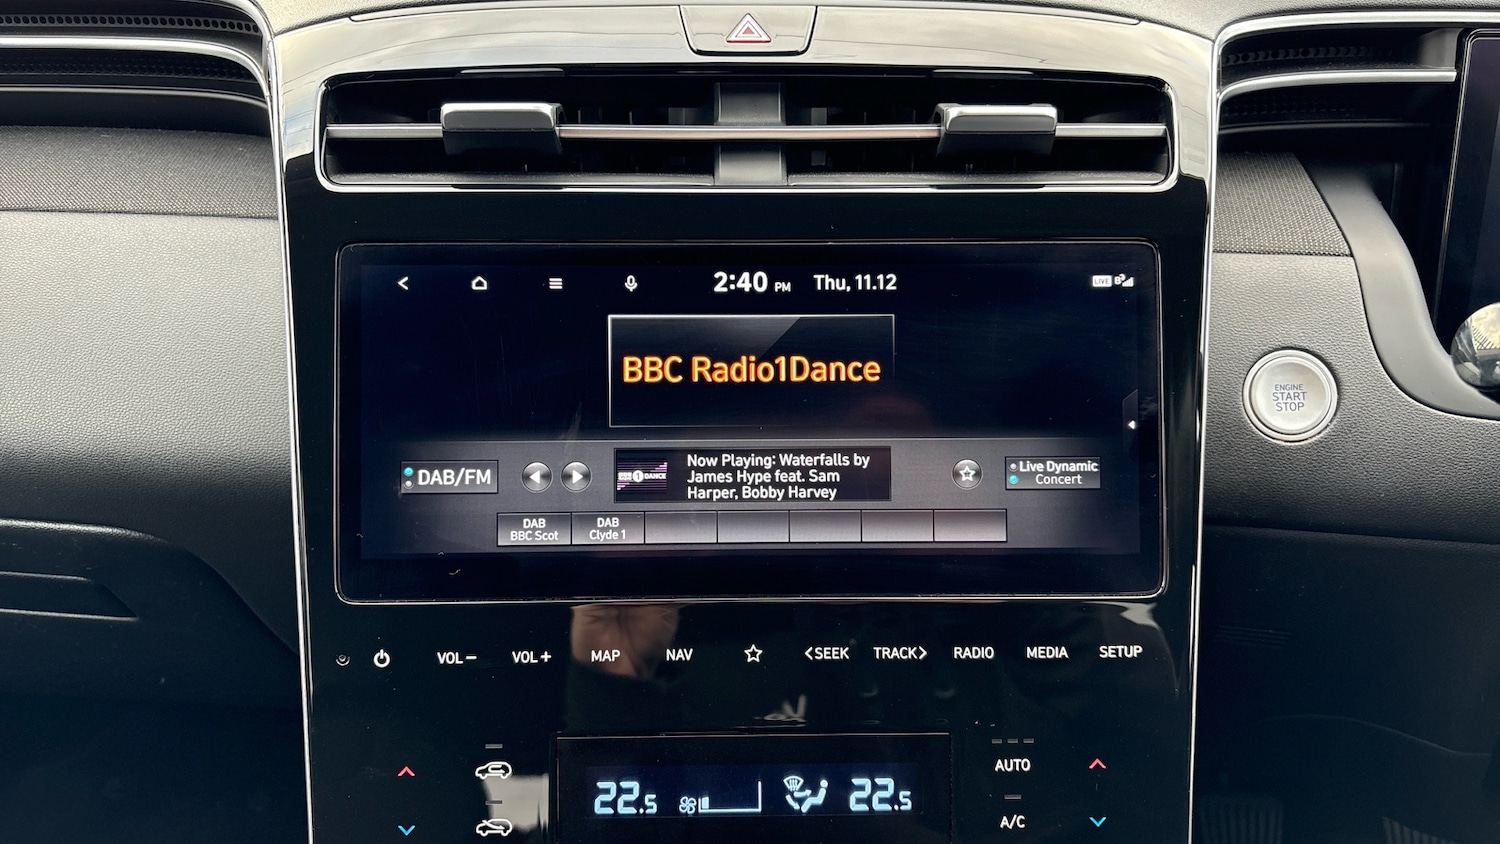 2:40 PM Thu, 11.12
LIVE
BBC Radio1Dance
DAB/FM
1 DANCE
Now Playing: Waterfalls by
James Hype feat. Sam
Harper, Bobby Harvey
Live Dynamic
Concert
DAB
BBC Scot
DAB
Clyde 1
ENGINE
START
STOP
VOL− VOL+ MAP NAV <SEEK TRACK> RADIO MEDIA SETUP
22.5 22.5
AUTO
A/C